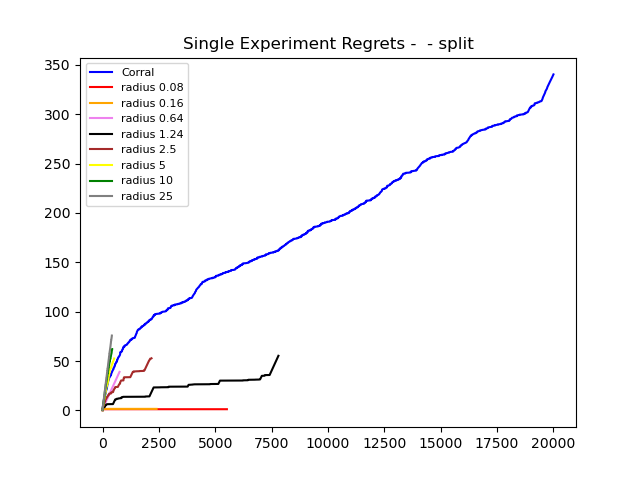 Single Experiment Regrets -  - split
350
300
250
200
150
100
50
0
Corral
radius 0.08
radius 0.16
radius 0.64
radius 1.24
radius 2.5
radius 5
radius 10
radius 25
0 2500 5000 7500 10000 12500 15000 17500 20000